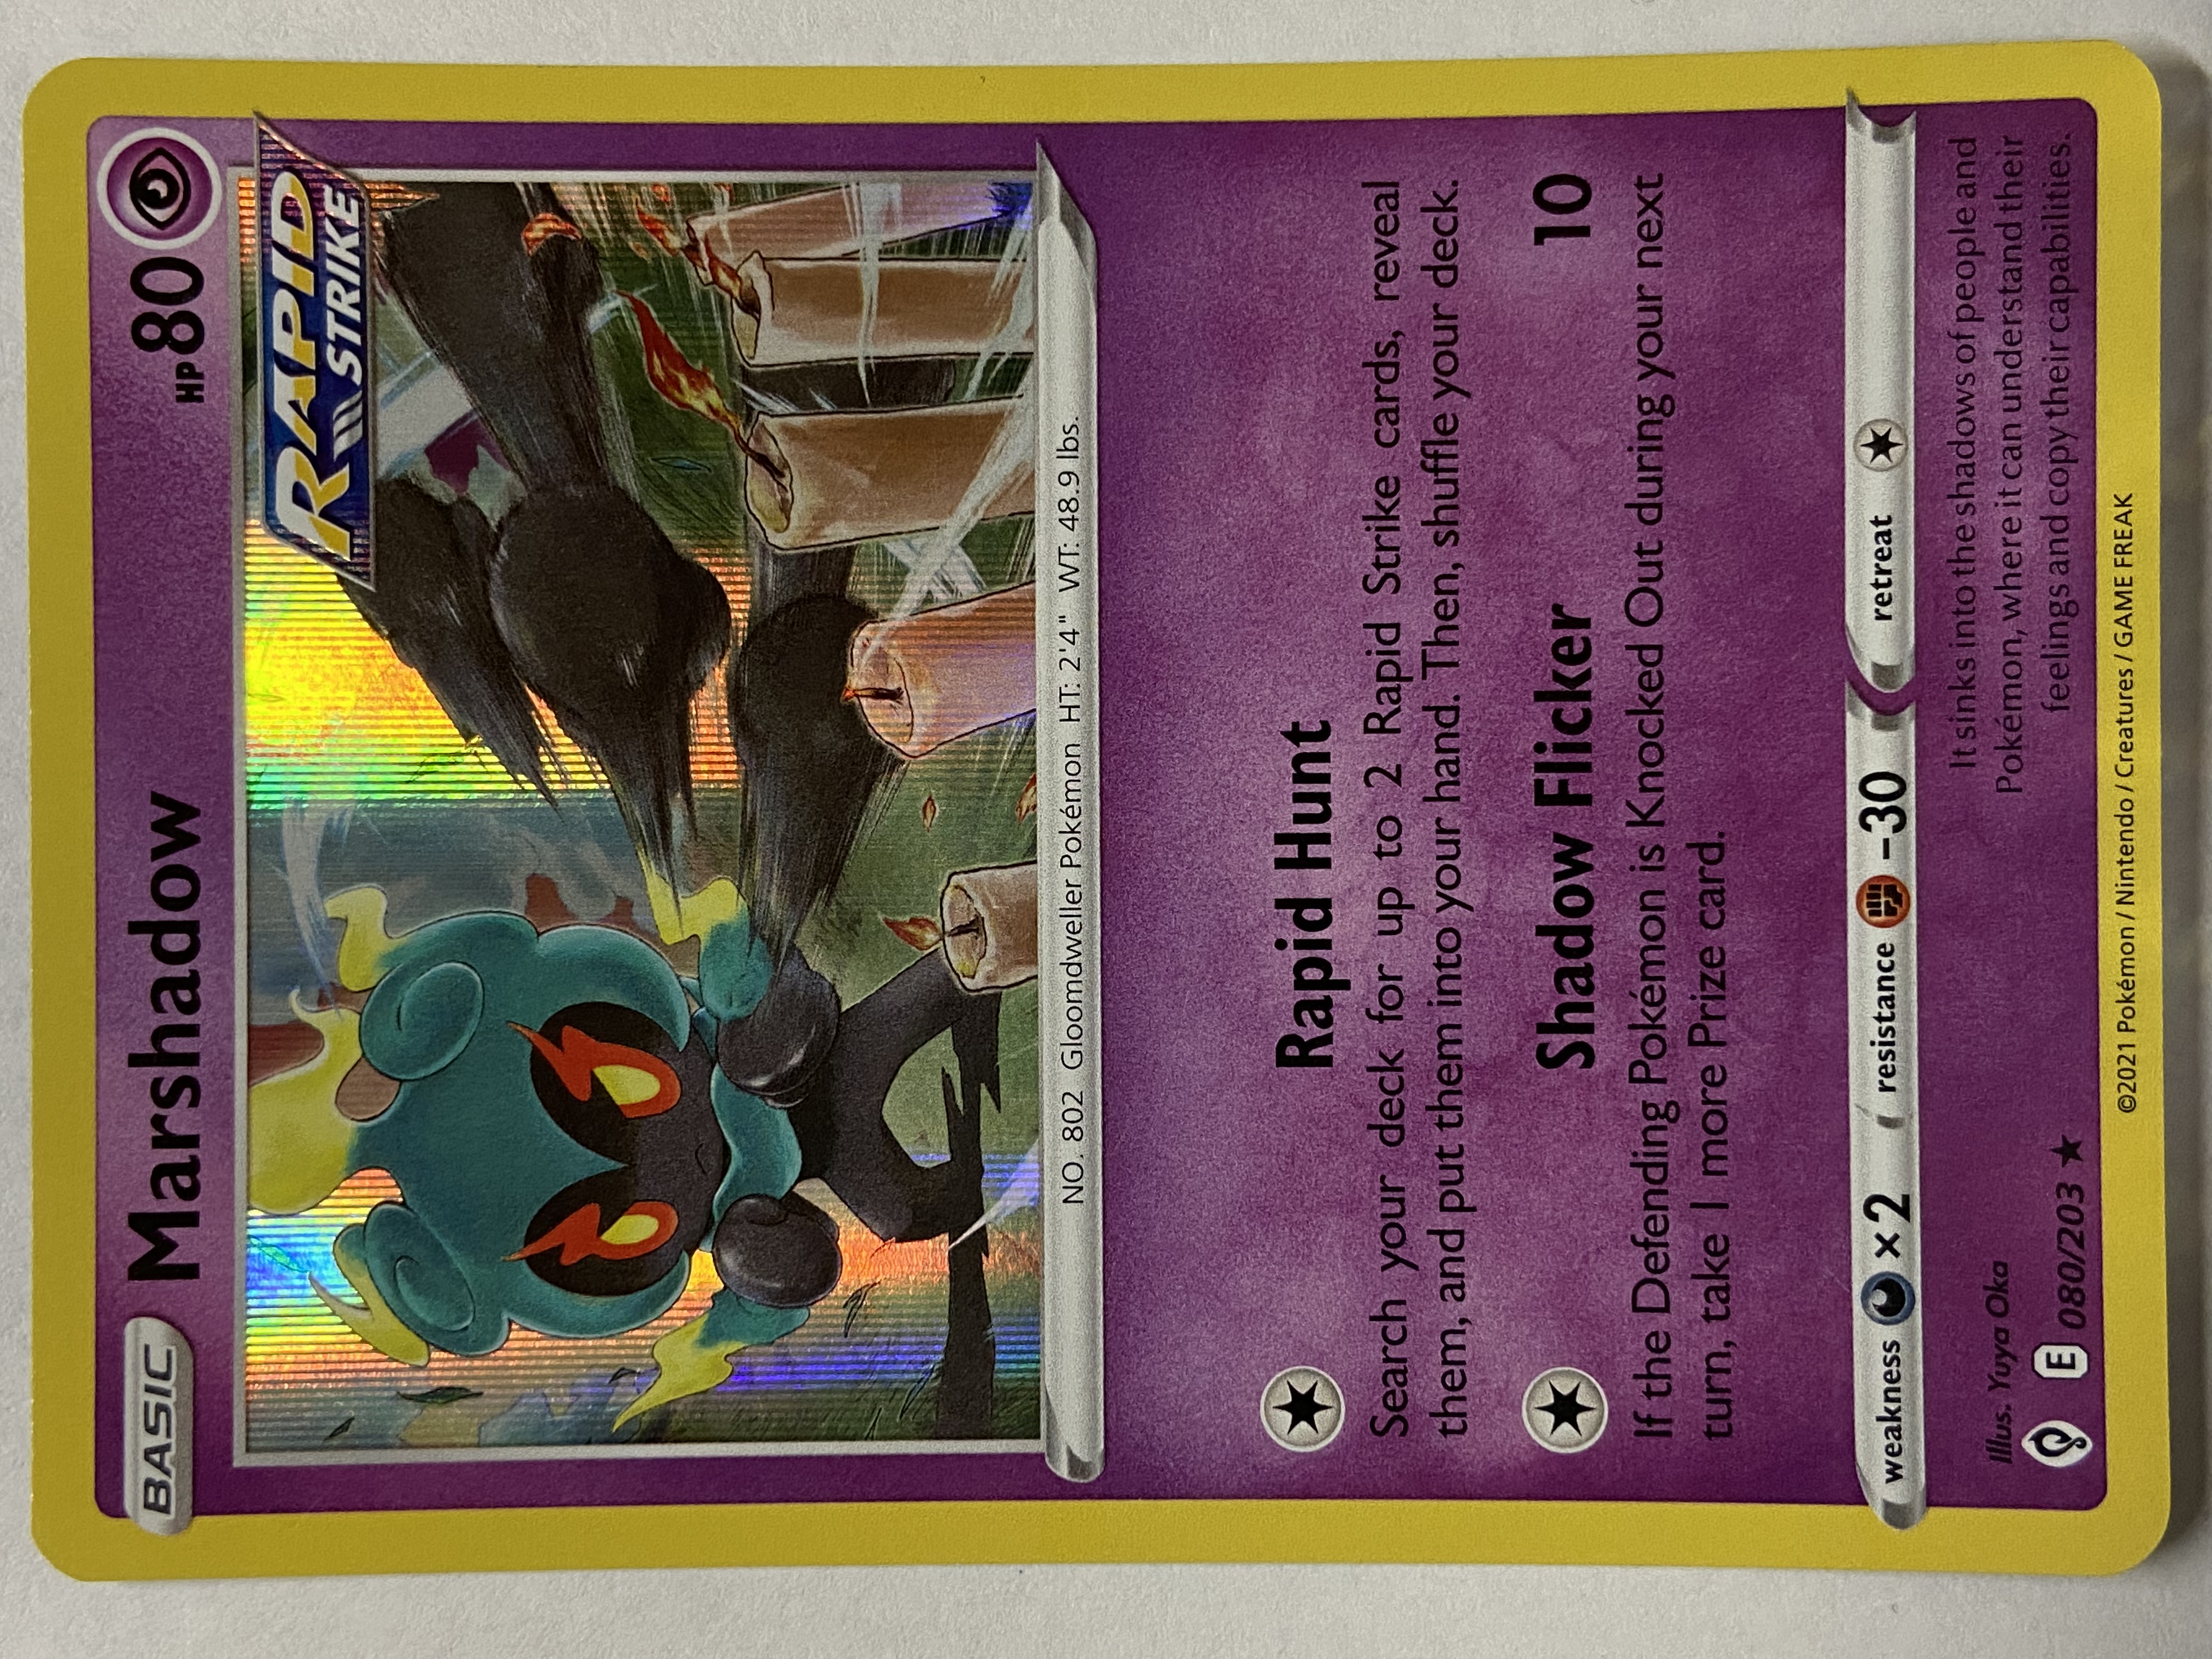 BASIC Marshadow HP 80
RAPID
STRIKE
NO. 802 Gloomdweller Pokémon HT: 2'4" WT: 48.9 lbs.
Rapid Hunt
Search your deck for up to 2 Rapid Strike cards, reveal
them, and put them into your hand. Then, shuffle your deck.
Shadow Flicker 10
If the Defending Pokémon is Knocked Out during your next
turn, take 1 more Prize card.
weakness ×2 resistance -30 retreat
It sinks into the shadows of people and
Pokémon, where it can understand their
feelings and copy their capabilities.
Illus. Yuya Oka
E 080/203 ★
©2021 Pokémon / Nintendo / Creatures / GAME FREAK